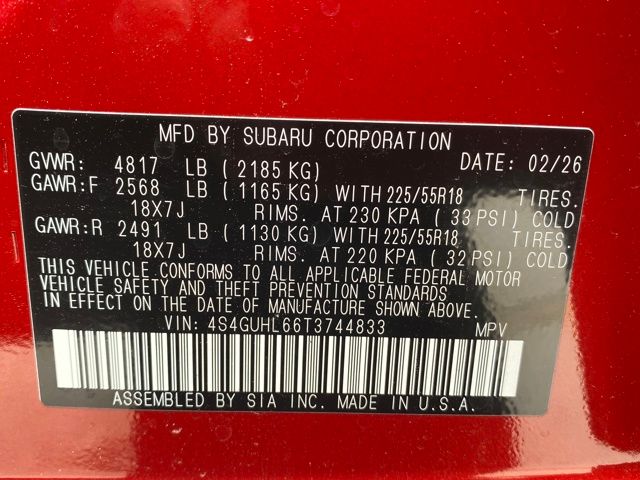 MFD BY SUBARU CORPORATION
GVWR: 4817 LB ( 2185 KG) DATE: 02/26
GAWR:F 2568 LB ( 1165 KG) WITH 225/55R18 TIRES.
18X7J RIMS. AT 230 KPA ( 33 PSI) COLD
GAWR:R 2491 LB ( 1130 KG) WITH 225/55R18 TIRES.
18X7J RIMS. AT 220 KPA ( 32 PSI) COLD
THIS VEHICLE CONFORMS TO ALL APPLICABLE FEDERAL MOTOR
VEHICLE SAFETY AND THEFT PREVENTION STANDARDS
IN EFFECT ON THE DATE OF MANUFACTURE SHOWN ABOVE.
VIN: 4S4GUHL66T3744833 MPV
ASSEMBLED BY SIA INC. MADE IN U.S.A.